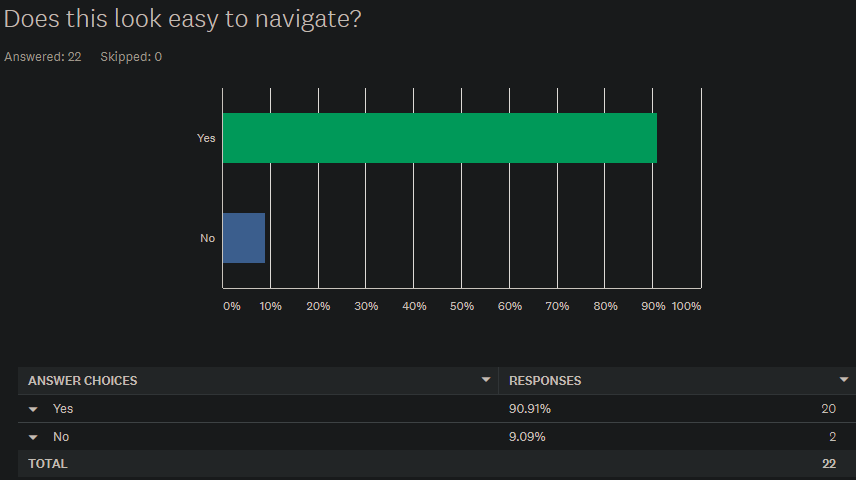 Does this look easy to navigate?
Answered: 22 Skipped: 0
Yes
No
0% 10% 20% 30% 40% 50% 60% 70% 80% 90% 100%
ANSWER CHOICES RESPONSES
Yes 90.91% 20
No 9.09% 2
TOTAL 22